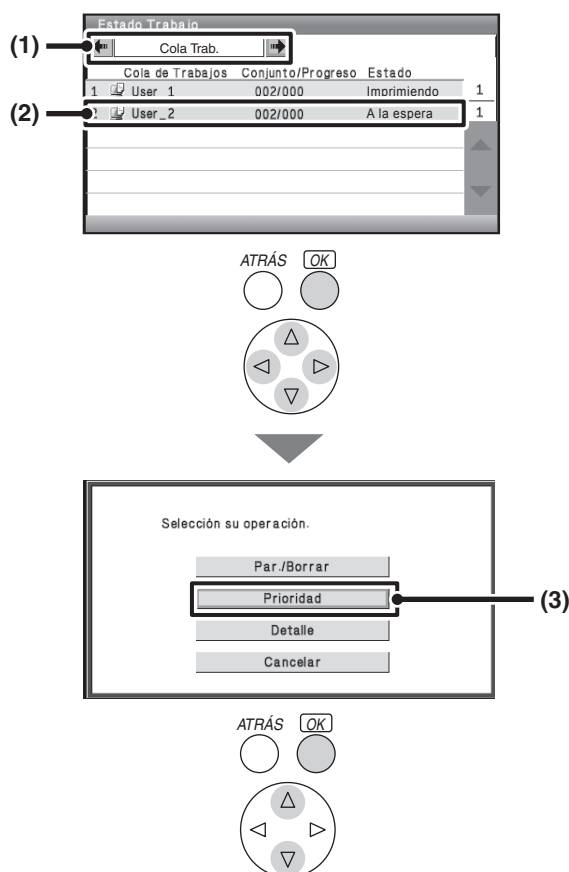 Estado Trabajo
(1)
Cola Trab.
Cola de Trabajos Conjunto/Progreso Estado
1 User_1 002/000 Imprimiendo 1
(2)
2 User_2 002/000 A la espera 1
ATRÁS OK
Selección su operación.
Par./Borrar
Prioridad
(3)
Detalle
Cancelar
ATRÁS OK